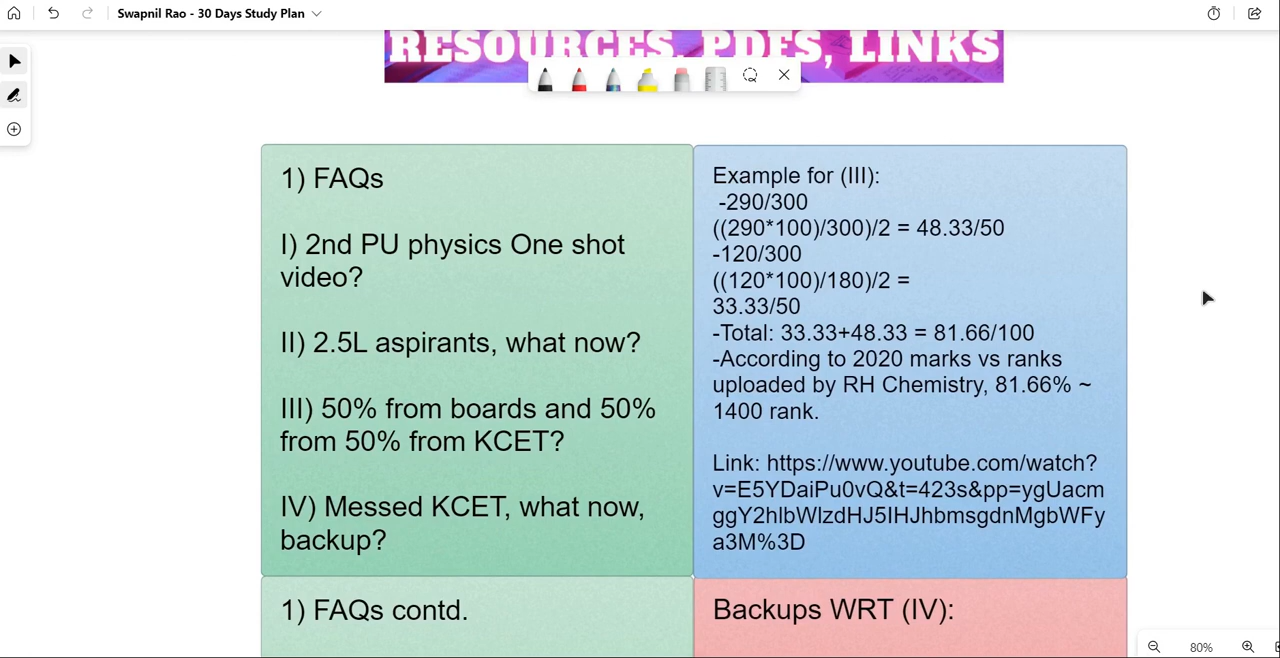 Swapnil Rao - 30 Days Study Plan
RESOURCES, PDFS, LINKS
1) FAQs
I) 2nd PU physics One shot
video?
II) 2.5L aspirants, what now?
III) 50% from boards and 50%
from 50% from KCET?
IV) Messed KCET, what now,
backup?
Example for (III):
-290/300
((290*100)/300)/2 = 48.33/50
-120/300
((120*100)/180)/2 =
33.33/50
-Total: 33.33+48.33 = 81.66/100
-According to 2020 marks vs ranks
uploaded by RH Chemistry, 81.66% ~
1400 rank.
Link: https://www.youtube.com/watch?
v=E5YDaiPu0vQ&t=423s&pp=ygUacm
ggY2hlbWlzdHJ5IHJhbmsgdnMgbWFy
a3M%3D
1) FAQs contd.
Backups WRT (IV):
80%